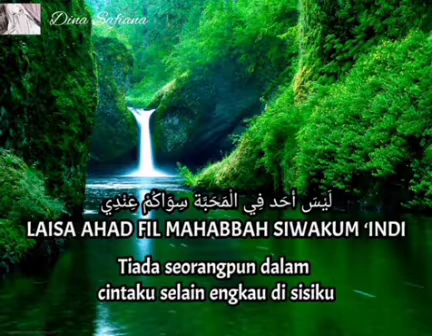 Dina Safiana
لَيْسَ أَحَد فِي الْمَحَبَّة سِوَاكُمْ عِنْدِي
LAISA AHAD FIL MAHABBAH SIWAKUM ‘INDI
Tiada seorangpun dalam
cintaku selain engkau di sisiku